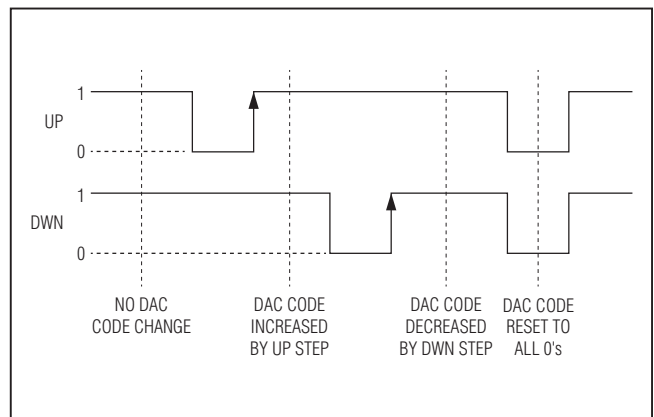 1
UP
0
1
DWN
0
NO DAC
CODE CHANGE
DAC CODE
INCREASED
BY UP STEP
DAC CODE
DECREASED
BY DWN STEP
DAC CODE
RESET TO
ALL 0's